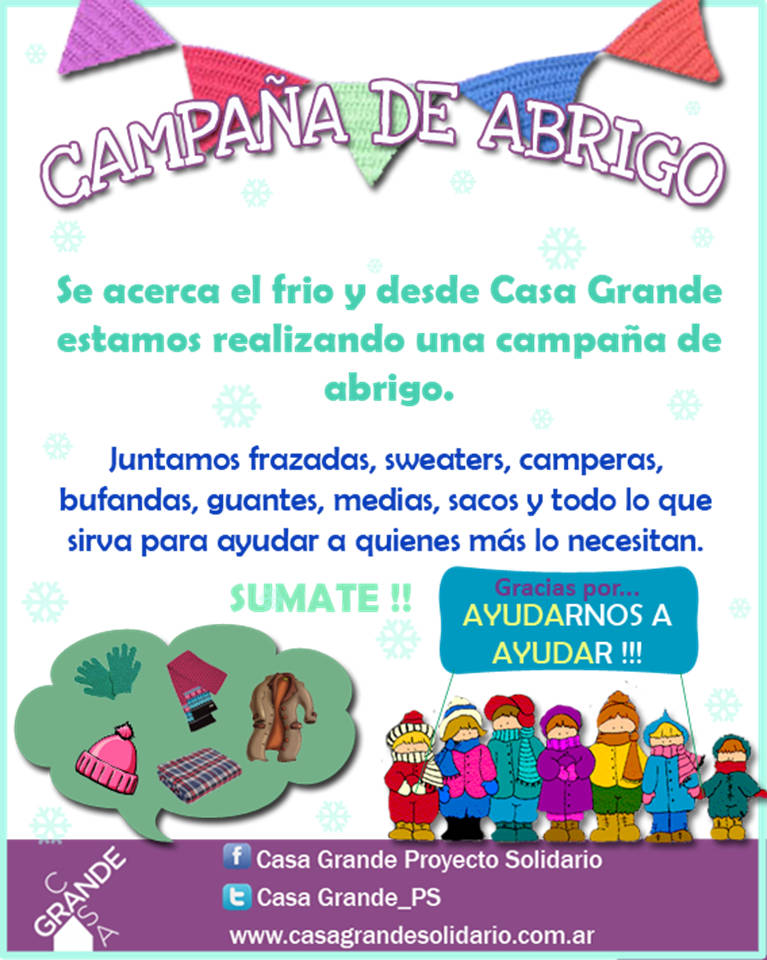 CAMPAÑA DE ABRIGO
Se acerca el frio y desde Casa Grande
estamos realizando una campaña de
abrigo.
Juntamos frazadas, sweaters, camperas,
bufandas, guantes, medias, sacos y todo lo que
sirva para ayudar a quienes más lo necesitan.
SUMATE !!
Gracias por...
AYUDARNOS A
AYUDAR !!!
CASA
GRANDE
f Casa Grande Proyecto Solidario
t Casa Grande_PS
www.casagrandesolidario.com.ar